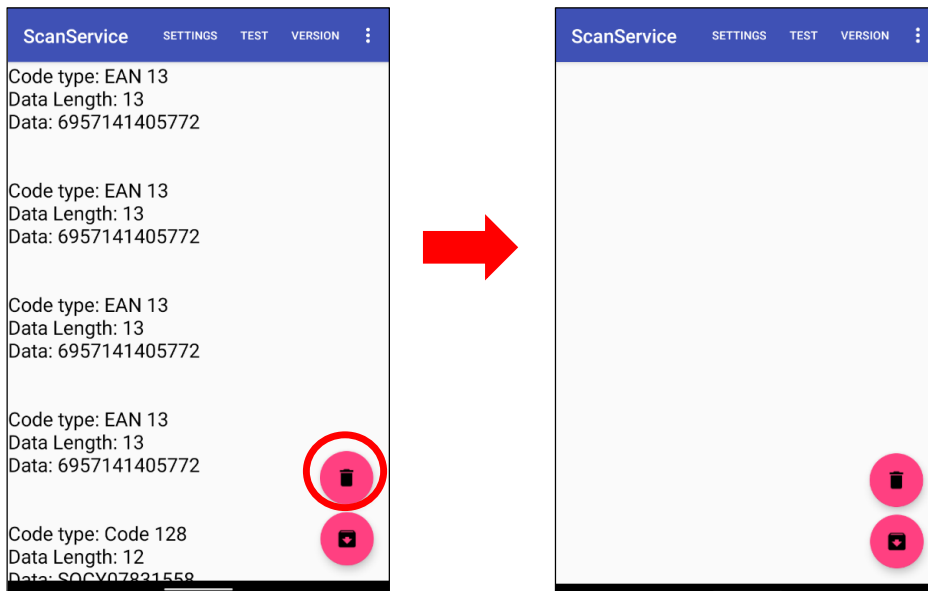 ScanService SETTINGS TEST VERSION
Code type: EAN 13
Data Length: 13
Data: 6957141405772
Code type: EAN 13
Data Length: 13
Data: 6957141405772
Code type: EAN 13
Data Length: 13
Data: 6957141405772
Code type: EAN 13
Data Length: 13
Data: 6957141405772
Code type: Code 128
Data Length: 12
Data: SQCY07831558
ScanService SETTINGS TEST VERSION